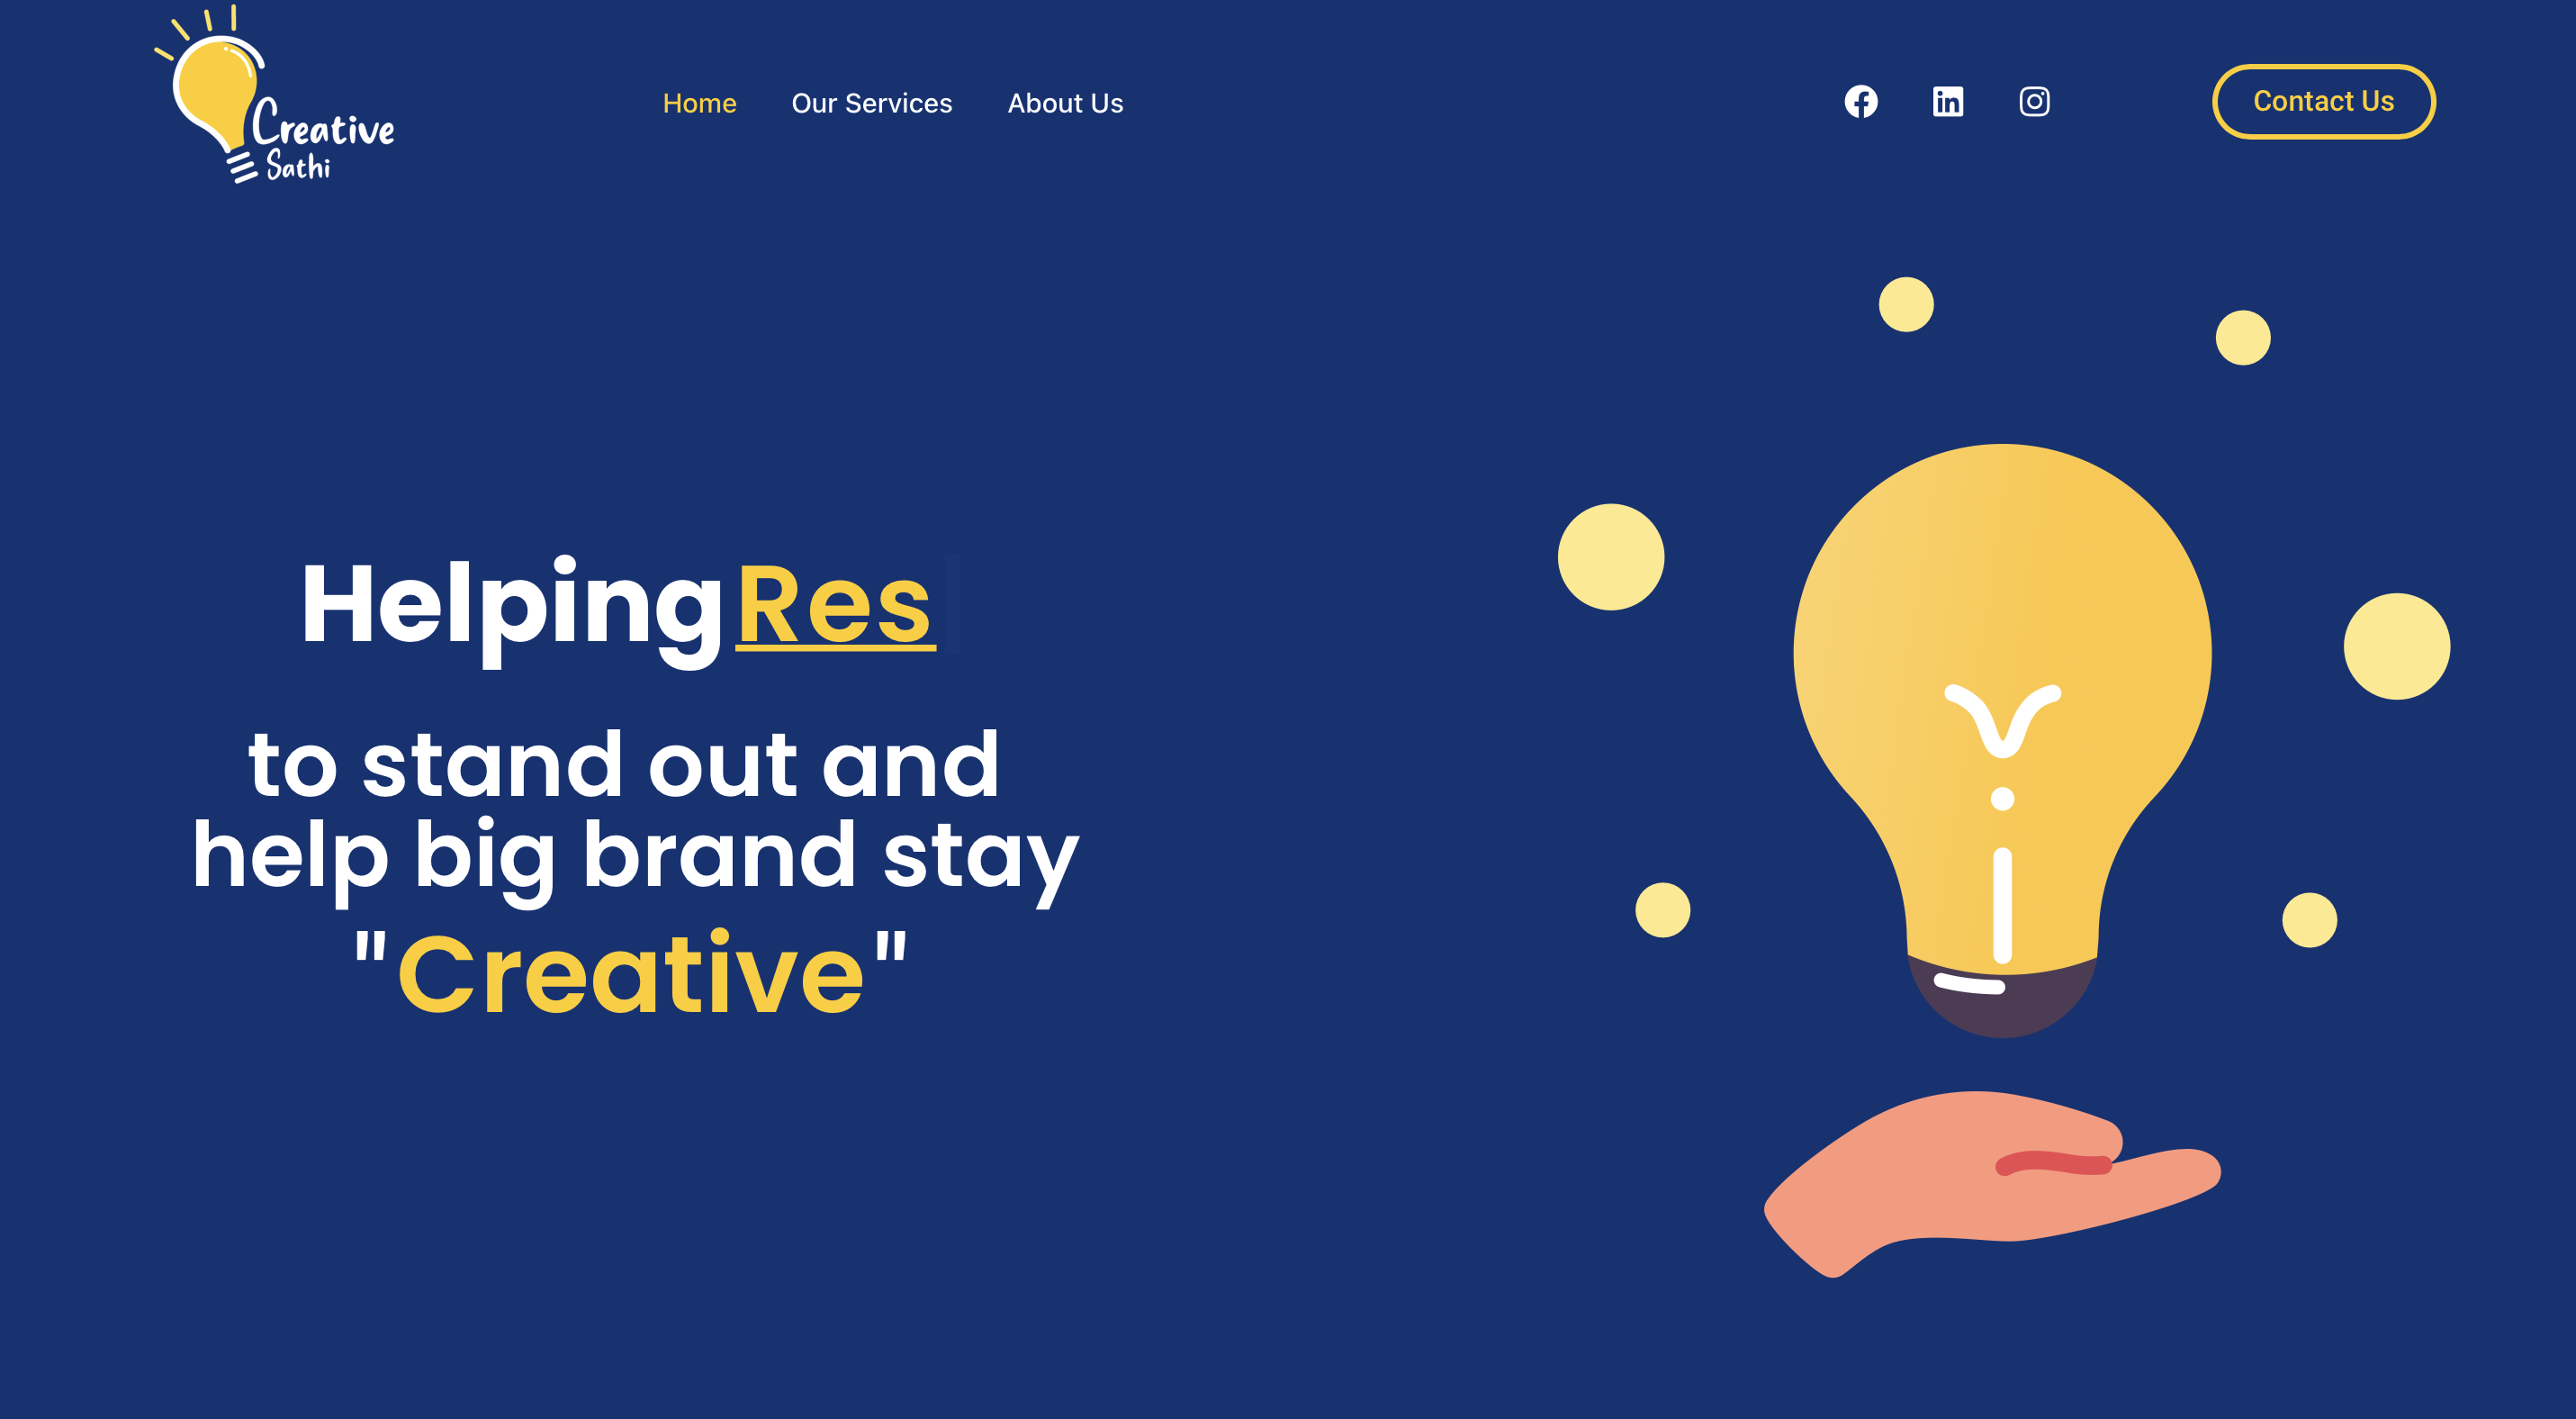 Creative
Sathi
Home Our Services About Us Contact Us
Helping Res
to stand out and
help big brand stay
"Creative"